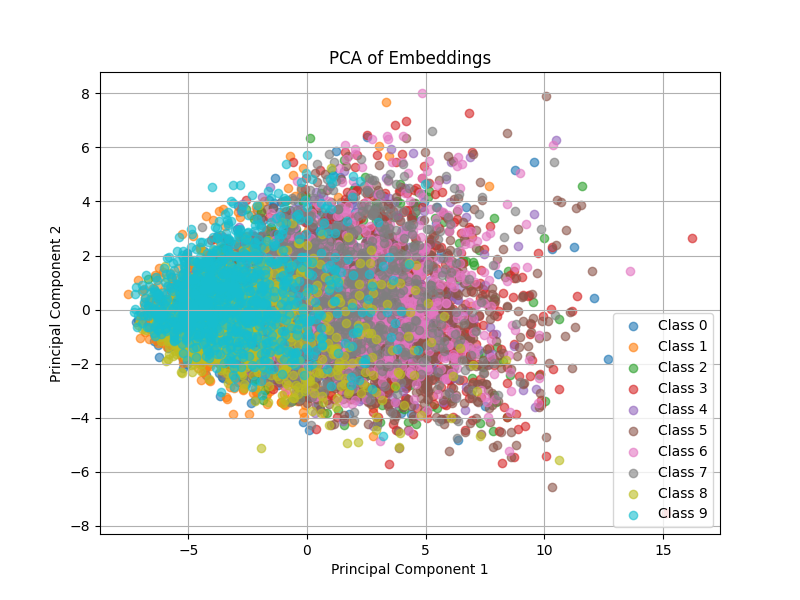 PCA of Embeddings
8
6
4
2
0
−2
−4
−6
−8
Principal Component 2
−5
0
5
10
15
Principal Component 1
Class 0
Class 1
Class 2
Class 3
Class 4
Class 5
Class 6
Class 7
Class 8
Class 9